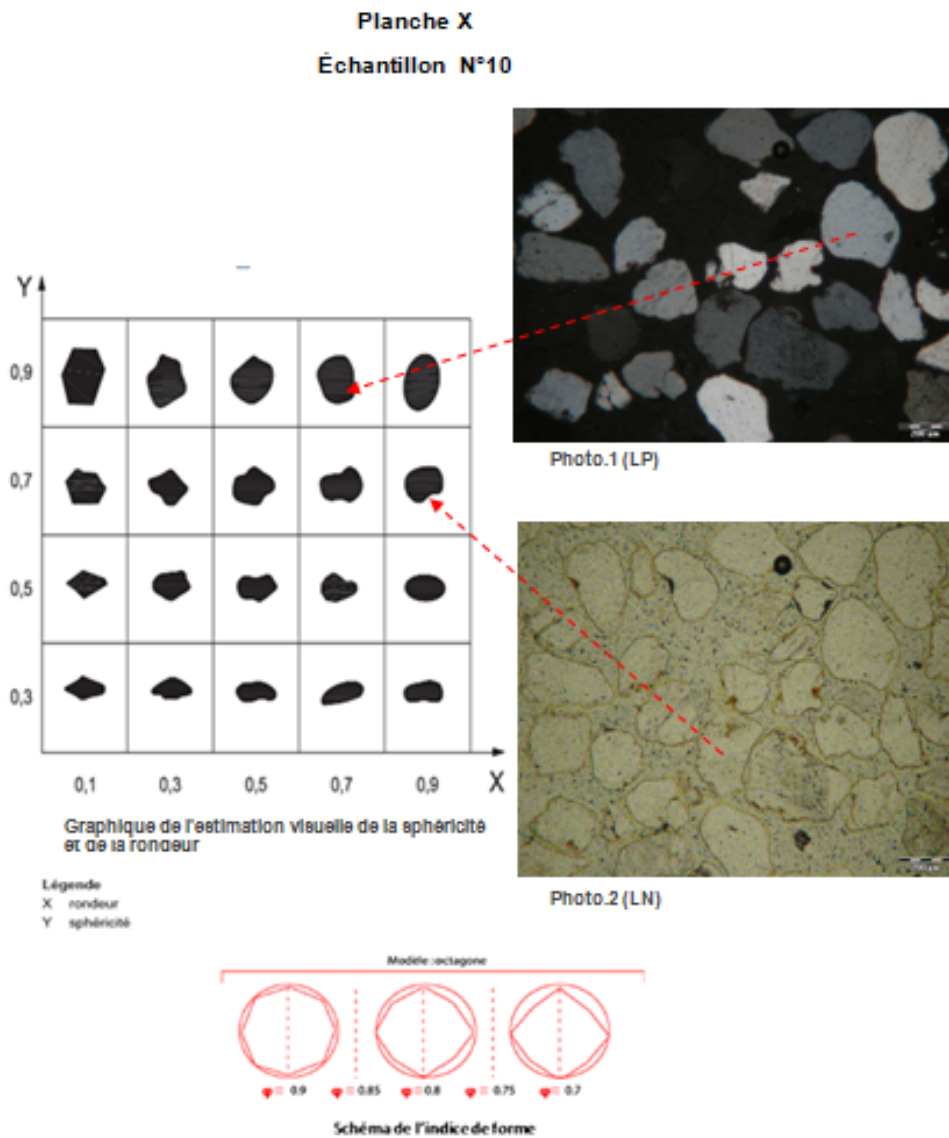 Planche X
Échantillon N°10
Photo.1 (LP)
Y
0,9
0,7
0,5
0,3
0,1 0,3 0,5 0,7 0,9 X
Graphique de l'estimation visuelle de la sphéricité
et de la rondeur
Légende
X rondeur
Y sphéricité
Photo.2 (LN)
Modèle :octagone
= 0.9 = 0.85 = 0.8 = 0.75 = 0.7
Schéma de l'indice de forme